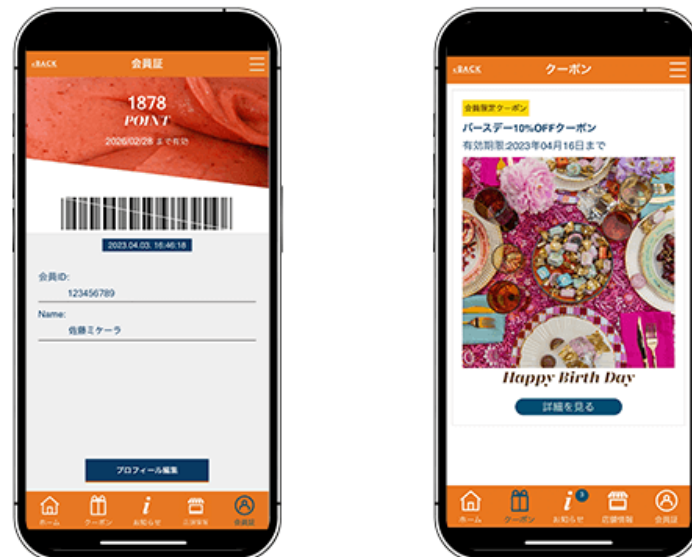 <BACK
会員証
1878
POINT
2026/02/28 まで有効
2023.04.03. 16:46:18
会員ID:
123456789
Name:
佐藤ミケーラ
プロフィール編集
ホーム
クーポン
お知らせ
店舗情報
会員証
<BACK
クーポン
会員限定クーポン
バースデー10%OFFクーポン
有効期限:2023年04月16日まで
Happy Birth Day
詳細を見る
3
ホーム
クーポン
お知らせ
店舗情報
会員証